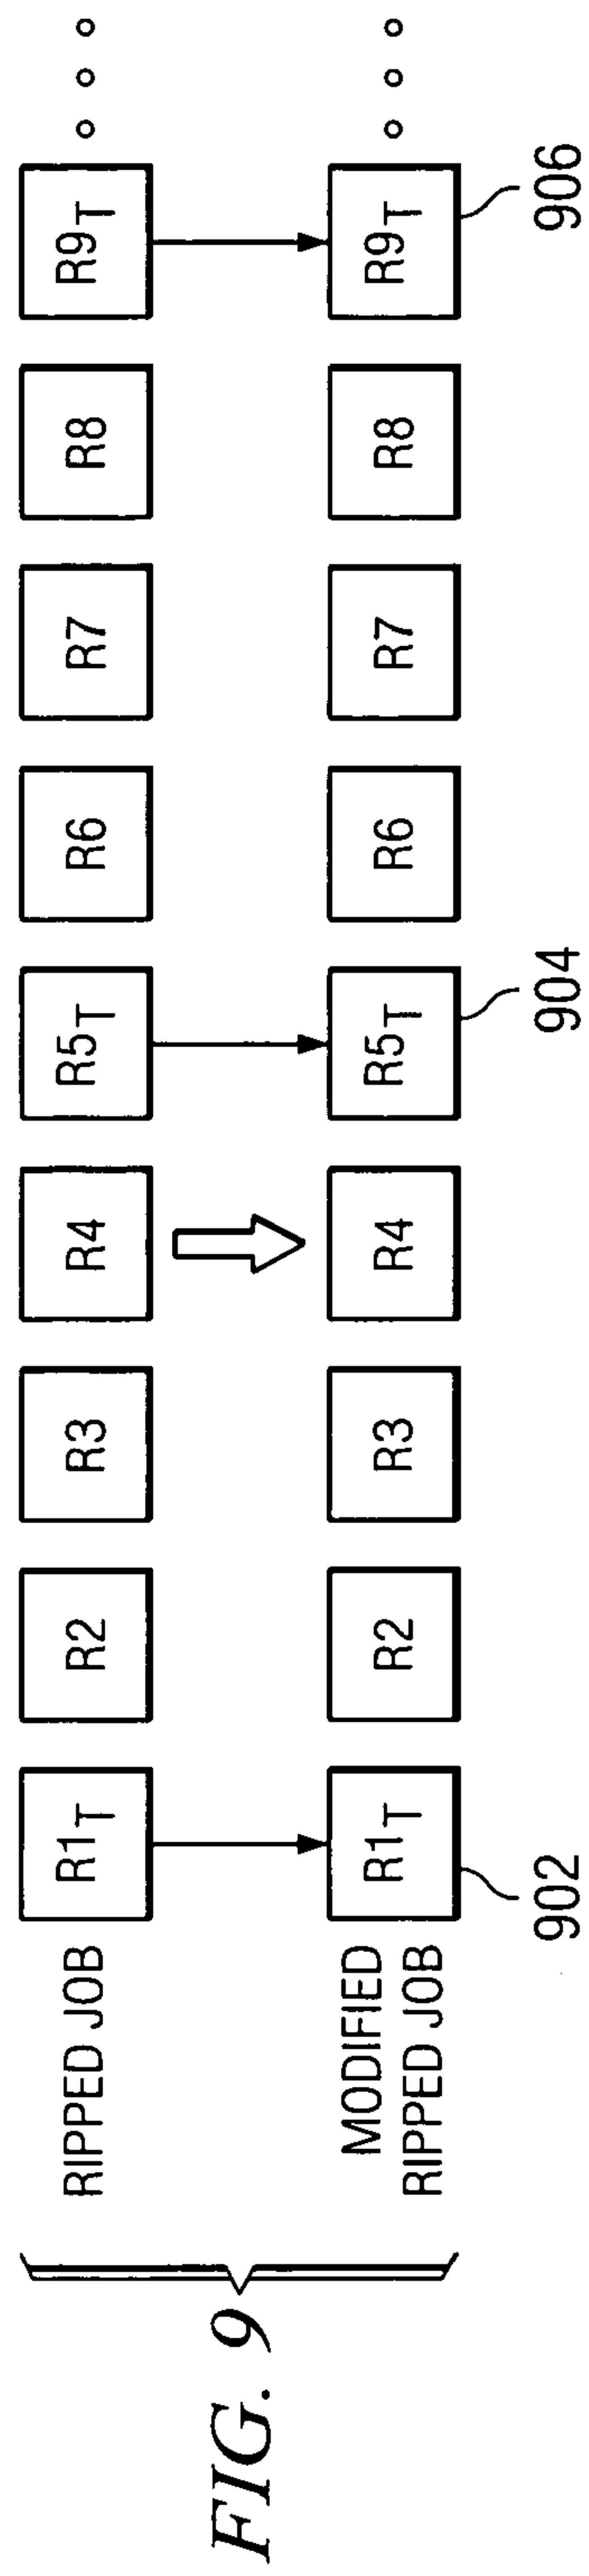 RIPPED JOB
R1T
R2
R3
R4
R5T
R6
R7
R8
R9T
MODIFIED
RIPPED JOB
R1T
R2
R3
R4
R5T
R6
R7
R8
R9T
902
904
906
FIG. 9